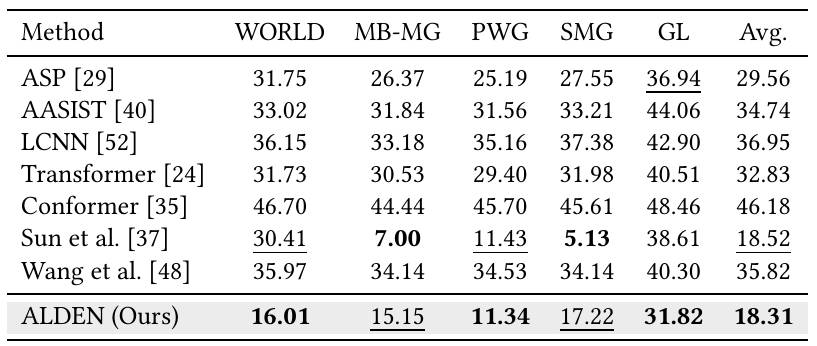 Method WORLD MB-MG PWG SMG GL Avg.
ASP [29] 31.75 26.37 25.19 27.55 36.94 29.56
AASIST [40] 33.02 31.84 31.56 33.21 44.06 34.74
LCNN [52] 36.15 33.18 35.16 37.38 42.90 36.95
Transformer [24] 31.73 30.53 29.40 31.98 40.51 32.83
Conformer [35] 46.70 44.44 45.70 45.61 48.46 46.18
Sun et al. [37] 30.41 7.00 11.43 5.13 38.61 18.52
Wang et al. [48] 35.97 34.14 34.53 34.14 40.30 35.82
ALDEN (Ours) 16.01 15.15 11.34 17.22 31.82 18.31